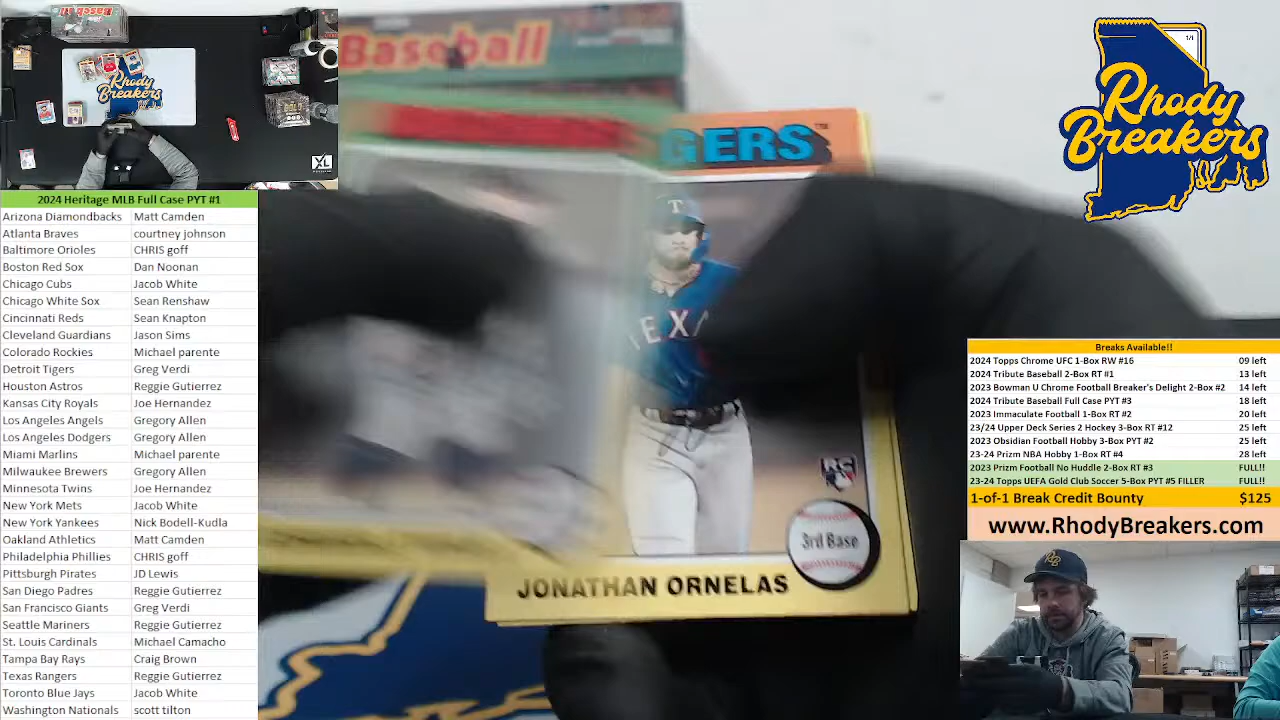 Baseball
Rhody
Breakers
XL
2024 Heritage MLB Full Case PYT #1
Arizona Diamondbacks Matt Camden
Atlanta Braves courtney johnson
Baltimore Orioles CHRIS goff
Boston Red Sox Dan Noonan
Chicago Cubs Jacob White
Chicago White Sox Sean Renshaw
Cincinnati Reds Sean Knapton
Cleveland Guardians Jason Sims
Colorado Rockies Michael parente
Detroit Tigers Greg Verdi
Houston Astros Reggie Gutierrez
Kansas City Royals Joe Hernandez
Los Angeles Angels Gregory Allen
Los Angeles Dodgers Gregory Allen
Miami Marlins Michael parente
Milwaukee Brewers Gregory Allen
Minnesota Twins Joe Hernandez
New York Mets Jacob White
New York Yankees Nick Bodell-Kudla
Oakland Athletics Matt Camden
Philadelphia Phillies CHRIS goff
Pittsburgh Pirates JD Lewis
San Diego Padres Reggie Gutierrez
San Francisco Giants Greg Verdi
Seattle Mariners Reggie Gutierrez
St. Louis Cardinals Michael Camacho
Tampa Bay Rays Craig Brown
Texas Rangers Reggie Gutierrez
Toronto Blue Jays Jacob White
Washington Nationals scott tilton
Baseball
GERS™
T
TEXA
RC
3rd Base
JONATHAN ORNELAS
1/1
Rhody
Breakers
Breaks Available!!
2024 Topps Chrome UFC 1-Box RW #16 09 left
2024 Tribute Baseball 2-Box RT #1 13 left
2023 Bowman U Chrome Football Breaker's Delight 2-Box #2 14 left
2024 Tribute Baseball Full Case PYT #3 18 left
2023 Immaculate Football 1-Box RT #2 20 left
23/24 Upper Deck Series 2 Hockey 3-Box RT #12 25 left
2023 Obsidian Football Hobby 3-Box PYT #2 25 left
23-24 Prizm NBA Hobby 1-Box RT #4 28 left
2023 Prizm Football No Huddle 2-Box RT #3 FULL!!
23-24 Topps UEFA Gold Club Soccer 5-Box PYT #5 FILLER FULL!!
1-of-1 Break Credit Bounty $125
www.RhodyBreakers.com
RB